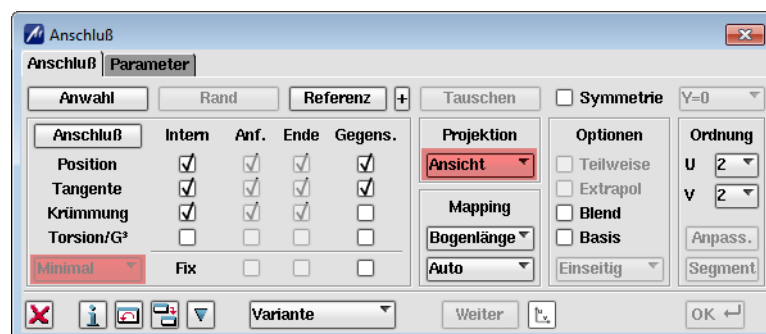 Anschluß
Anschluß Parameter
Anwahl Rand Referenz + Tauschen Symmetrie Y=0
Anschluß Intern Anf. Ende Gegens. Projektion Optionen Ordnung
Position Ansicht Teilweise U 2
Tangente Extrapol V 2
Krümmung Mapping Blend
Torsion/G³ Bogenlänge Basis Anpass.
Minimal Fix Auto Einseitig Segment
Variante Weiter OK